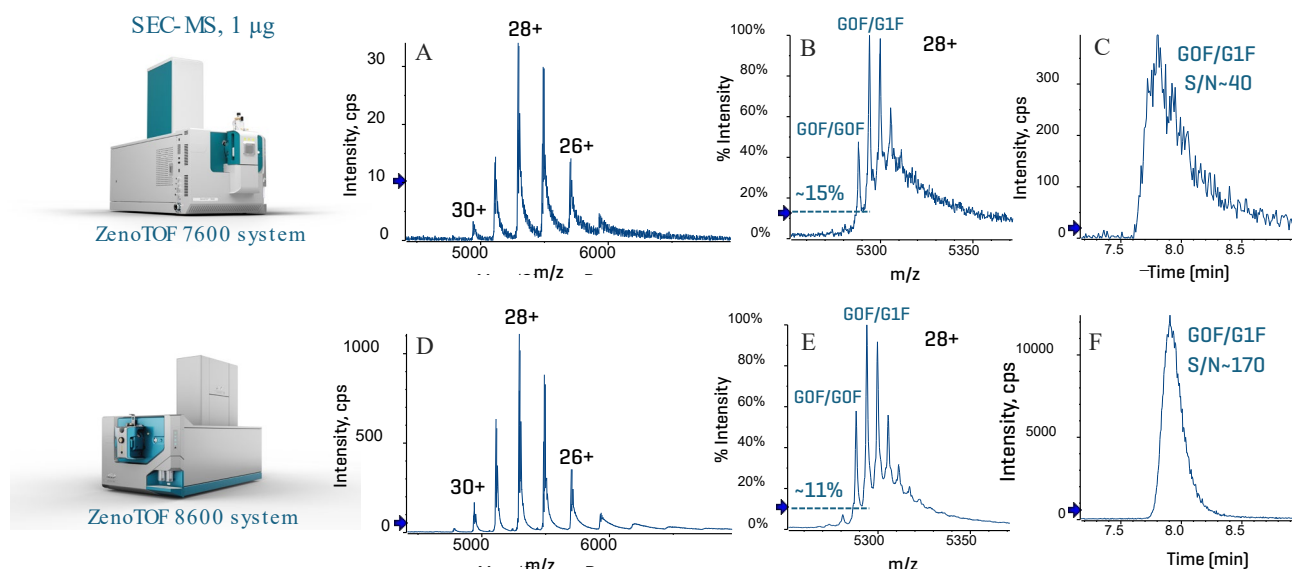 SEC-MS, 1 µg
ZenoTOF 7600 system
A
Intensity, cps
30
20
10
0
30+
28+
26+
5000
6000
m/z
B
% Intensity
100%
80%
60%
40%
20%
0%
G0F/G1F
28+
G0F/G0F
~15%
5300
5350
m/z
C
Intensity, cps
300
200
100
0
G0F/G1F
S/N~40
7.5
8.0
8.5
Time (min)
ZenoTOF 8600 system
D
Intensity, cps
1000
500
0
30+
28+
26+
5000
6000
m/z
E
% Intensity
100%
80%
60%
40%
20%
0%
G0F/G1F
28+
G0F/G0F
~11%
5300
5350
m/z
F
Intensity, cps
10000
5000
0
G0F/G1F
S/N~170
7.5
8.0
8.5
Time (min)